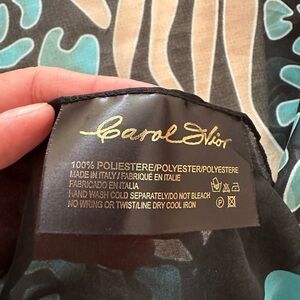 Carol Dior
100% POLIESTERE/POLYESTER/POLYESTERE
MADE IN ITALY/ FABRIQUÉ EN ITALIE
FABRICADO EN ITALIA
HAND WASH COLD SEPARATELY/DO NOT BLEACH
NO WRING OR TWIST/LINE DRY COOL IRON
P